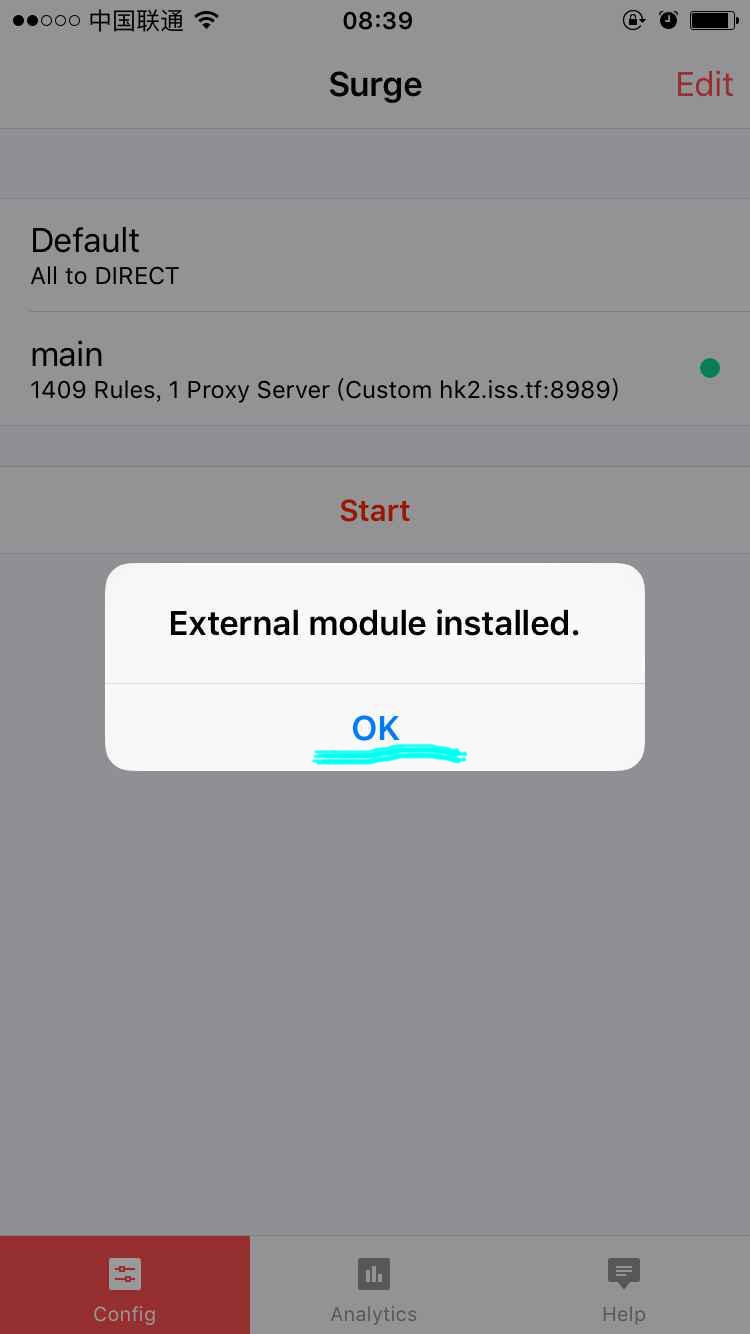 中国联通 08:39
Surge Edit
Default
All to DIRECT
main
1409 Rules, 1 Proxy Server (Custom hk2.iss.tf:8989)
Start
External module installed.
OK
Config Analytics Help